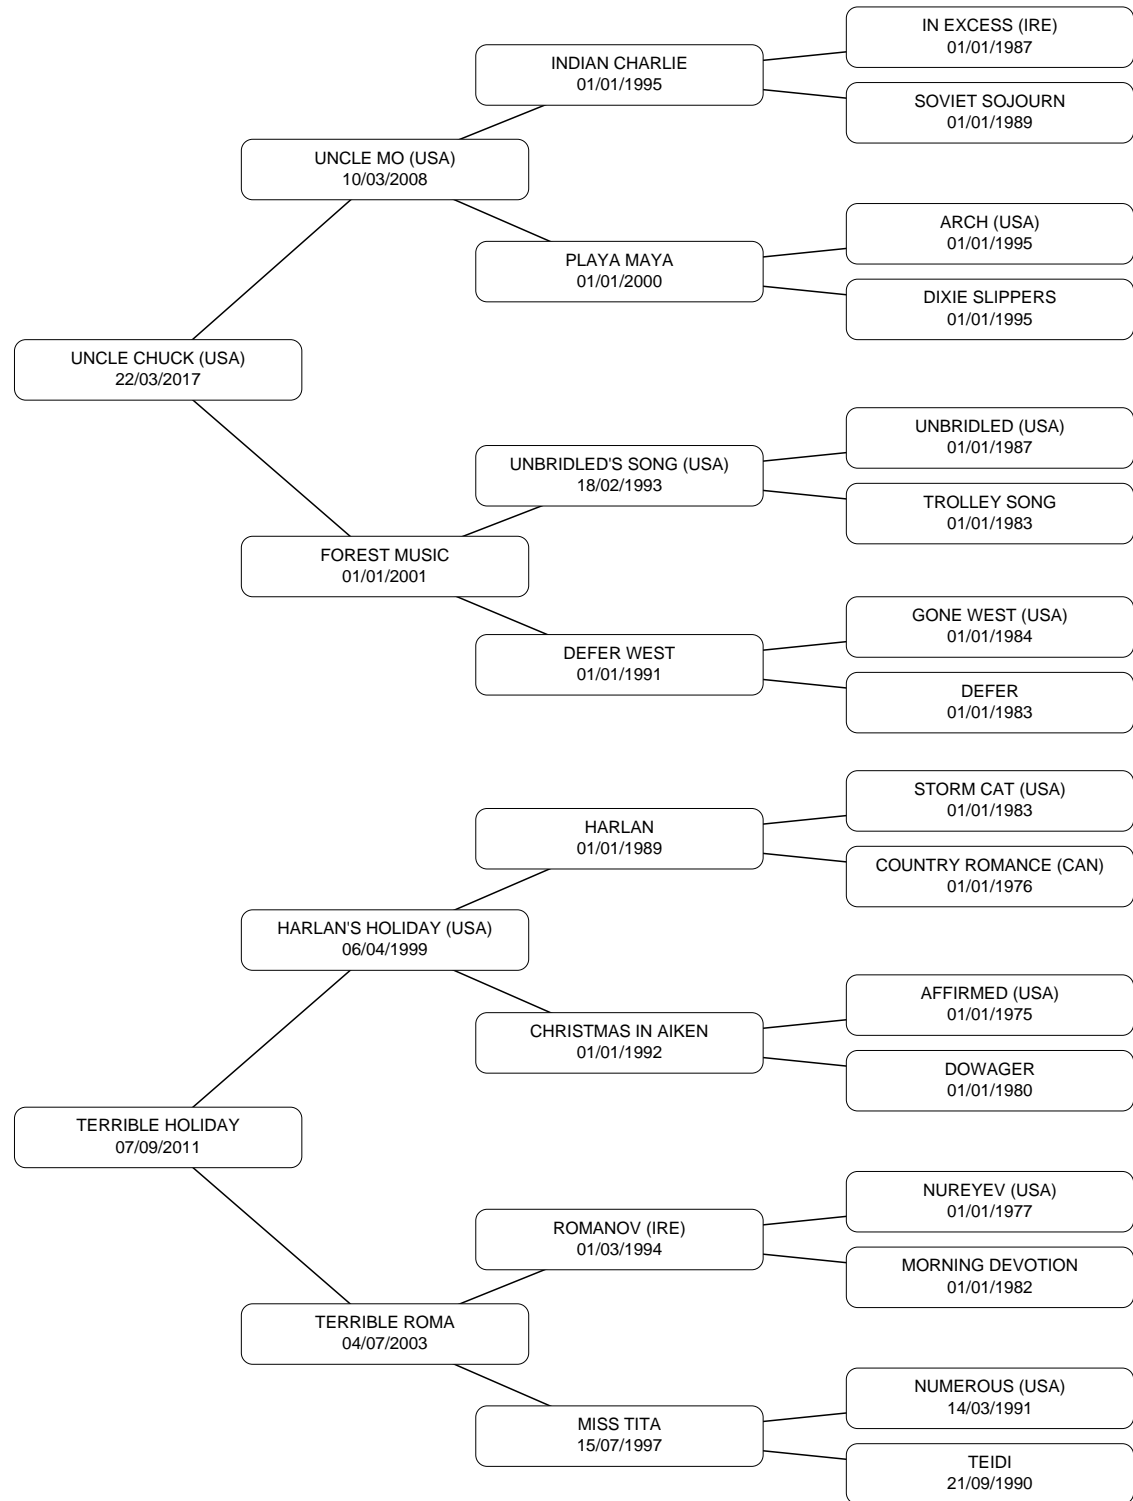 IN EXCESS (IRE)
01/01/1987
INDIAN CHARLIE
01/01/1995
SOVIET SOJOURN
01/01/1989
UNCLE MO (USA)
10/03/2008
ARCH (USA)
01/01/1995
PLAYA MAYA
01/01/2000
DIXIE SLIPPERS
01/01/1995
UNCLE CHUCK (USA)
22/03/2017
UNBRIDLED (USA)
01/01/1987
UNBRIDLED'S SONG (USA)
18/02/1993
TROLLEY SONG
01/01/1983
FOREST MUSIC
01/01/2001
GONE WEST (USA)
01/01/1984
DEFER WEST
01/01/1991
DEFER
01/01/1983
STORM CAT (USA)
01/01/1983
HARLAN
01/01/1989
COUNTRY ROMANCE (CAN)
01/01/1976
HARLAN'S HOLIDAY (USA)
06/04/1999
AFFIRMED (USA)
01/01/1975
CHRISTMAS IN AIKEN
01/01/1992
DOWAGER
01/01/1980
TERRIBLE HOLIDAY
07/09/2011
NUREYEV (USA)
01/01/1977
ROMANOV (IRE)
01/03/1994
MORNING DEVOTION
01/01/1982
TERRIBLE ROMA
04/07/2003
NUMEROUS (USA)
14/03/1991
MISS TITA
15/07/1997
TEIDI
21/09/1990